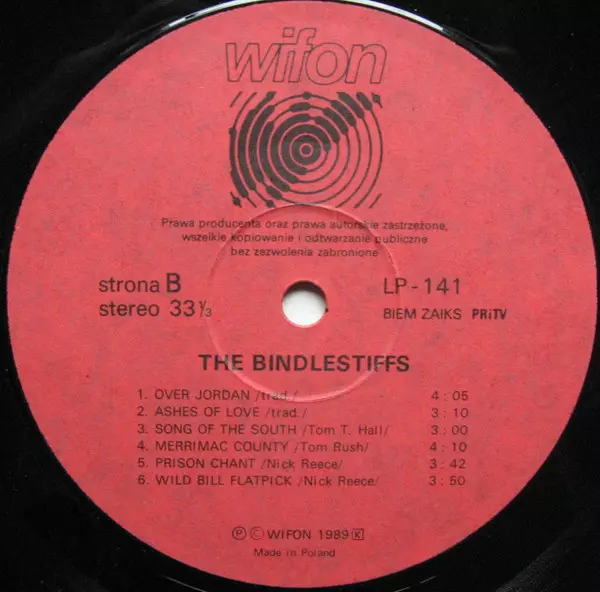 wifon
Prawa producenta oraz prawa autorskie zastrzeżone,
wszelkie kopiowanie i odtwarzanie publiczne
bez zezwolenia zabronione
strona B LP-141
stereo 33 1/3 BIEM ZAIKS PRiTV
THE BINDLESTIFFS
1. OVER JORDAN /trad./ 4 : 05
2. ASHES OF LOVE /trad./ 3 : 10
3. SONG OF THE SOUTH /Tom T. Hall/ 3 : 00
4. MERRIMAC COUNTY /Tom Rush/ 4 : 10
5. PRISON CHANT /Nick Reece/ 3 : 42
6. WILD BILL FLATPICK /Nick Reece/ 3 : 50
Ⓟ © WIFON 1989 K
Made in Poland